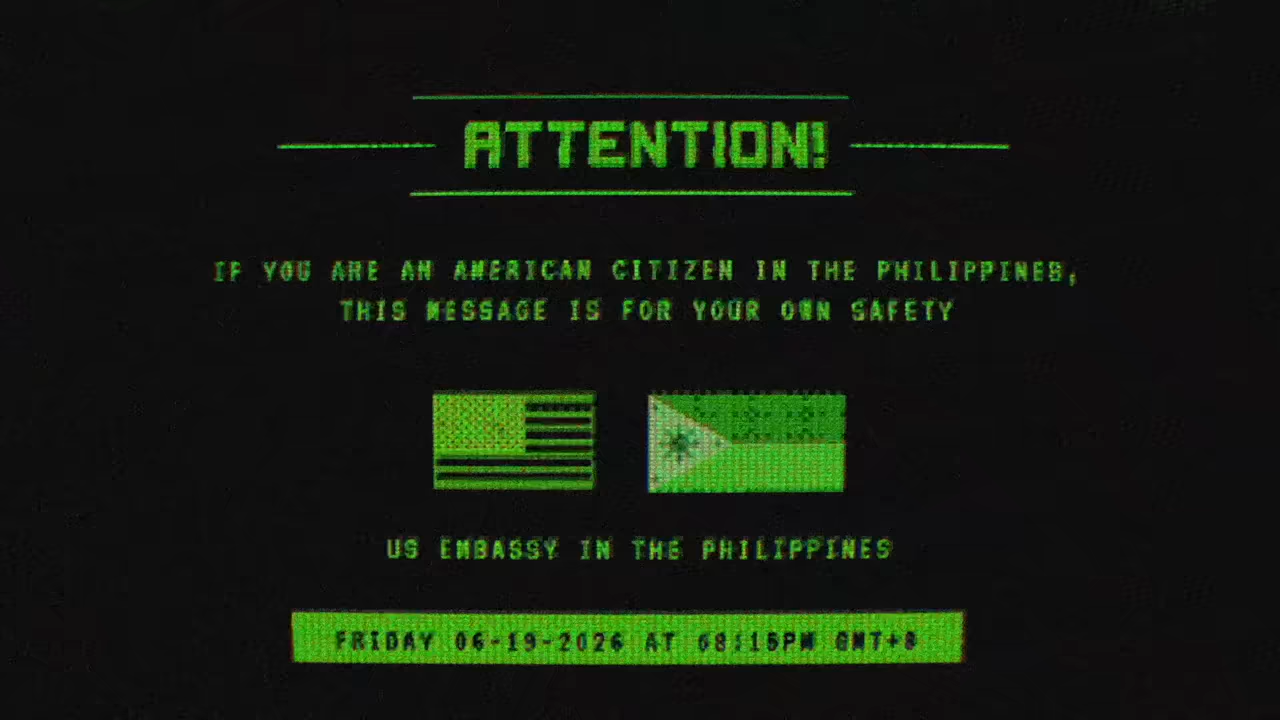 ATTENTION!
IF YOU ARE AN AMERICAN CITIZEN IN THE PHILIPPINES,
THIS MESSAGE IS FOR YOUR OWN SAFETY
US EMBASSY IN THE PHILIPPINES
FRIDAY 06-19-2026 AT 08:15PM GMT+8